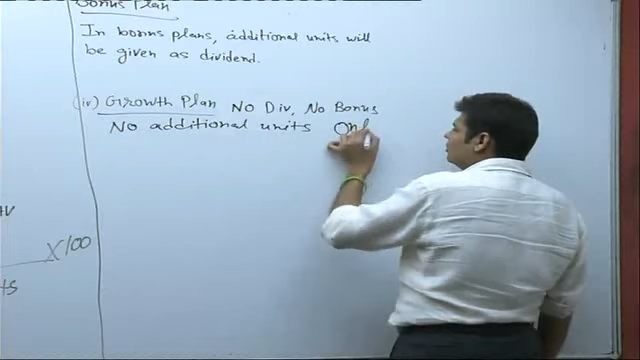 Bonus Plan
In bonus plans, additional units will
be given as dividend.
(iv) Growth Plan No Div, No Bonus
No additional units Onl
X100